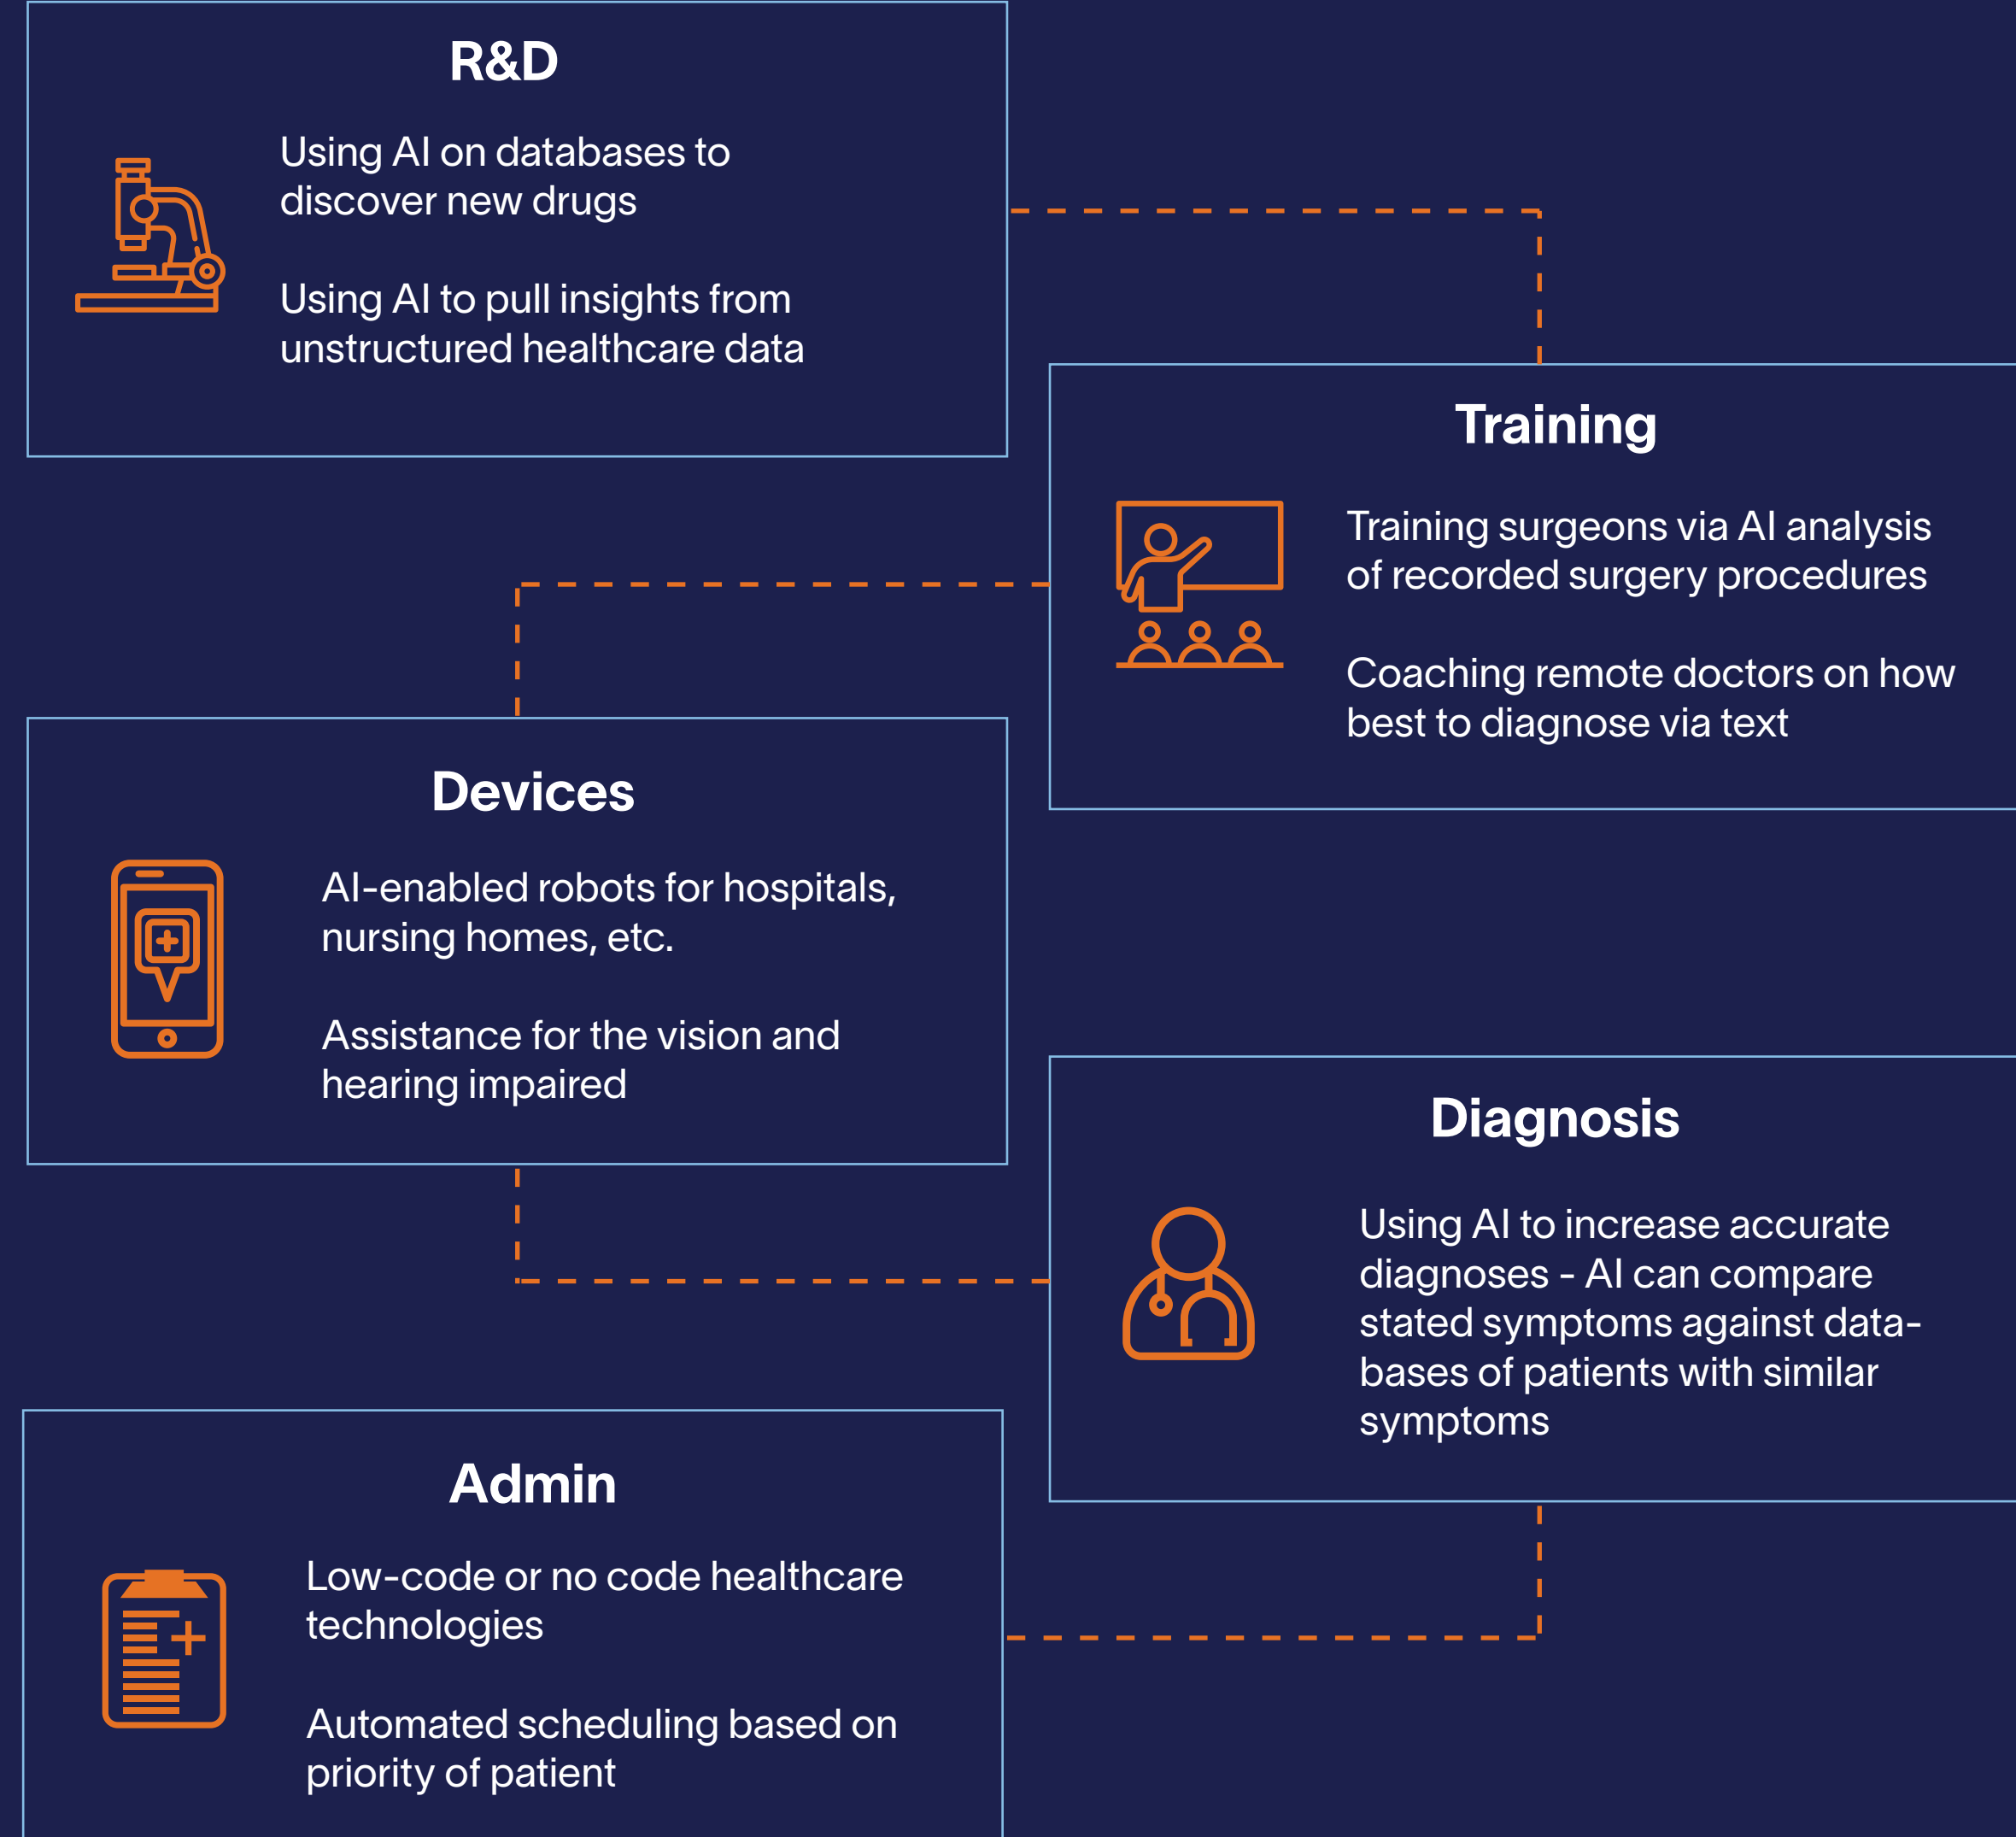 R&D
Using AI on databases to
discover new drugs
Using AI to pull insights from
unstructured healthcare data
Training
Training surgeons via AI analysis
of recorded surgery procedures
Coaching remote doctors on how
best to diagnose via text
Devices
AI-enabled robots for hospitals,
nursing homes, etc.
Assistance for the vision and
hearing impaired
Diagnosis
Using AI to increase accurate
diagnoses - AI can compare
stated symptoms against data-
bases of patients with similar
symptoms
Admin
Low-code or no code healthcare
technologies
Automated scheduling based on
priority of patient